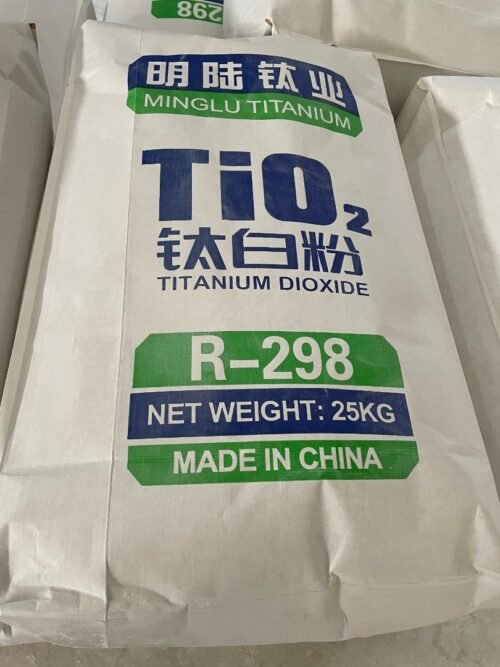 298
明陆钛业
MINGLU TITANIUM
TiO₂
钛白粉
TITANIUM DIOXIDE
R-298
NET WEIGHT: 25KG
MADE IN CHINA